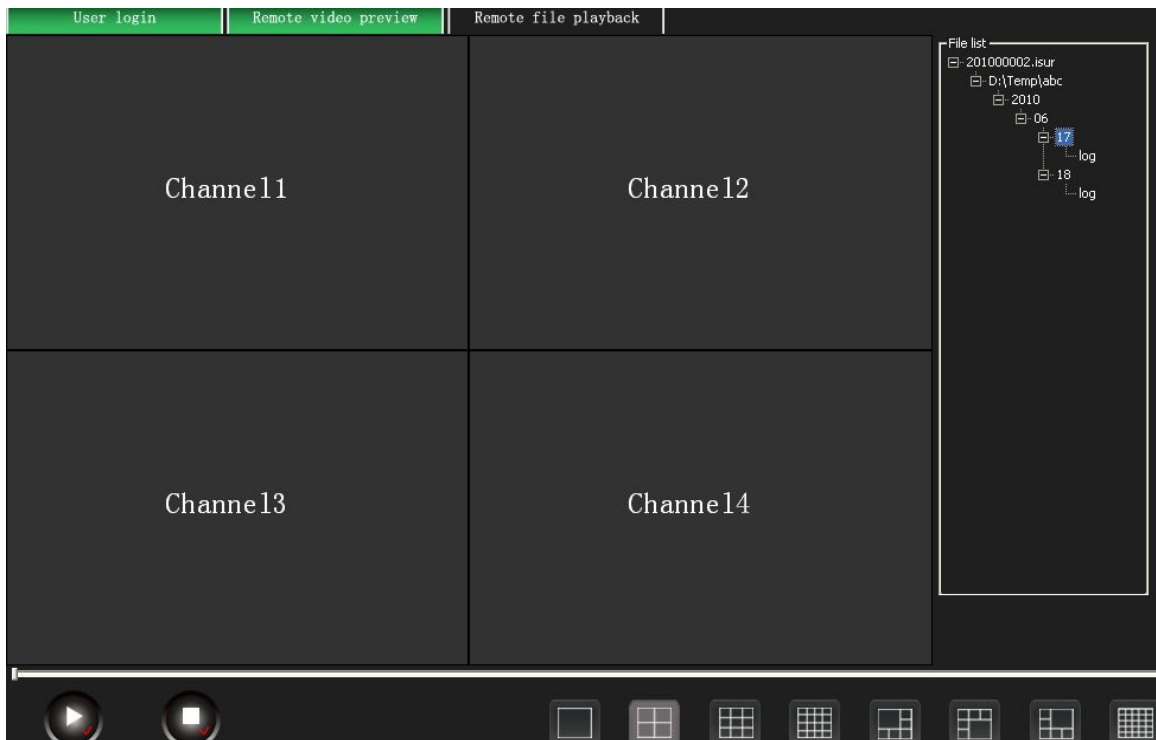 User login
Remote video preview
Remote file playback
File list
201000002.isur
D:\Temp\abc
2010
06
17
log
18
log
Channel1
Channel2
Channel3
Channel4